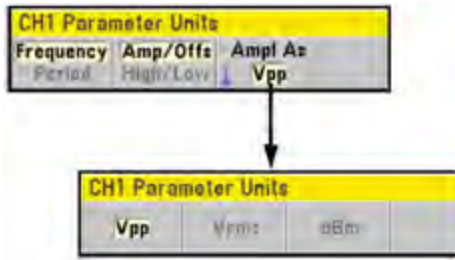 CH1 Parameter Units
Frequency Amp/Offs Ampl As
Period High/Low Vpp
CH1 Parameter Units
Vpp Vrms dBm